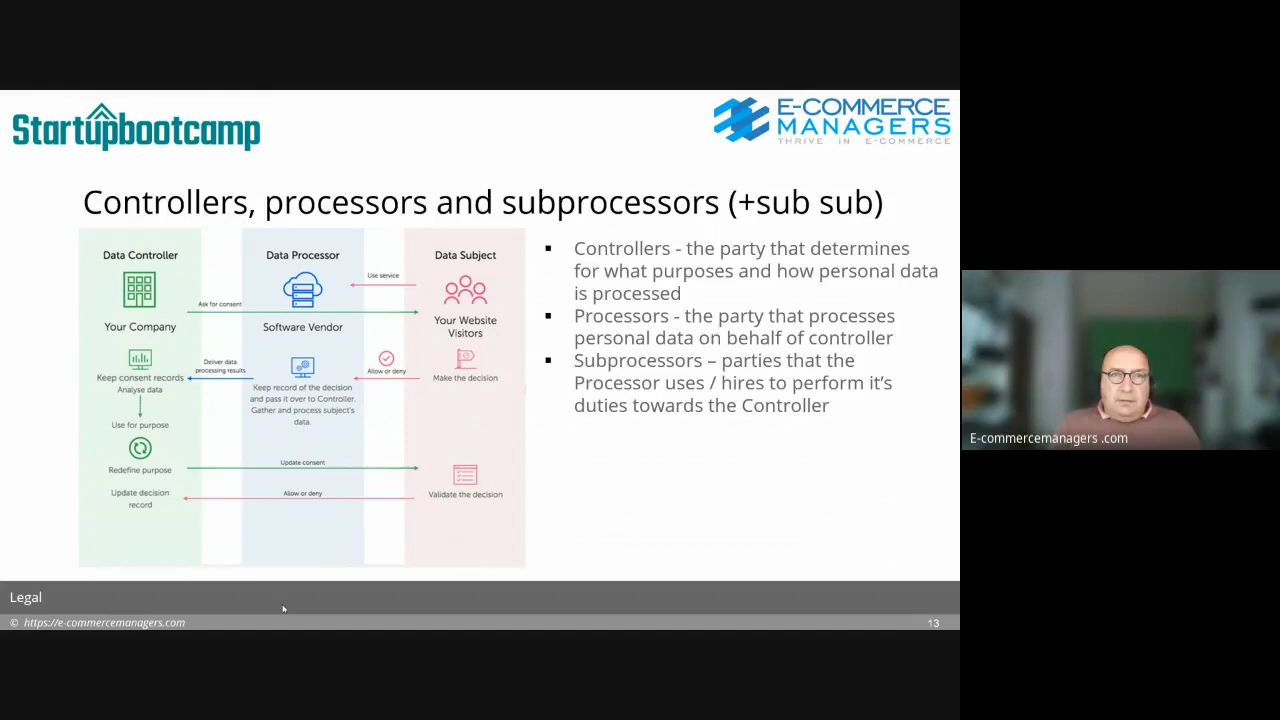 Startupbootcamp
E-COMMERCE
MANAGERS
THRIVE IN E-COMMERCE
Controllers, processors and subprocessors (+sub sub)
Data Controller
Data Processor
Data Subject
Use service
Ask for consent
Your Company
Software Vendor
Your Website
Visitors
Deliver data
processing results
Allow or deny
Keep consent records
Analyse data
Keep record of the decision
and pass it over to Controller.
Gather and process subject's
data.
Make the decision
Use for purpose
Redefine purpose
Update consent
Update decision
record
Allow or deny
Validate the decision
▪ Controllers - the party that determines
for what purposes and how personal data
is processed
▪ Processors - the party that processes
personal data on behalf of controller
▪ Subprocessors – parties that the
Processor uses / hires to perform it's
duties towards the Controller
E-commercemanagers .com
Legal
© https://e-commercemanagers.com
13